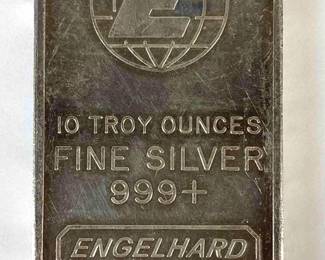 E
10 TROY OUNCES
FINE SILVER
999+
ENGELHARD